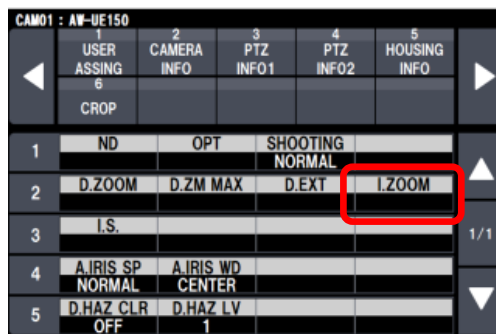 CAM01 : AW-UE150
1 2 3 4 5
USER CAMERA PTZ PTZ HOUSING
ASSING INFO INFO1 INFO2 INFO
6
CROP
1 ND OPT SHOOTING
NORMAL
2 D.ZOOM D.ZM MAX D.EXT I.ZOOM
3 I.S. 1/1
4 A.IRIS SP A.IRIS WD
NORMAL CENTER
5 D.HAZ CLR D.HAZ LV
OFF 1